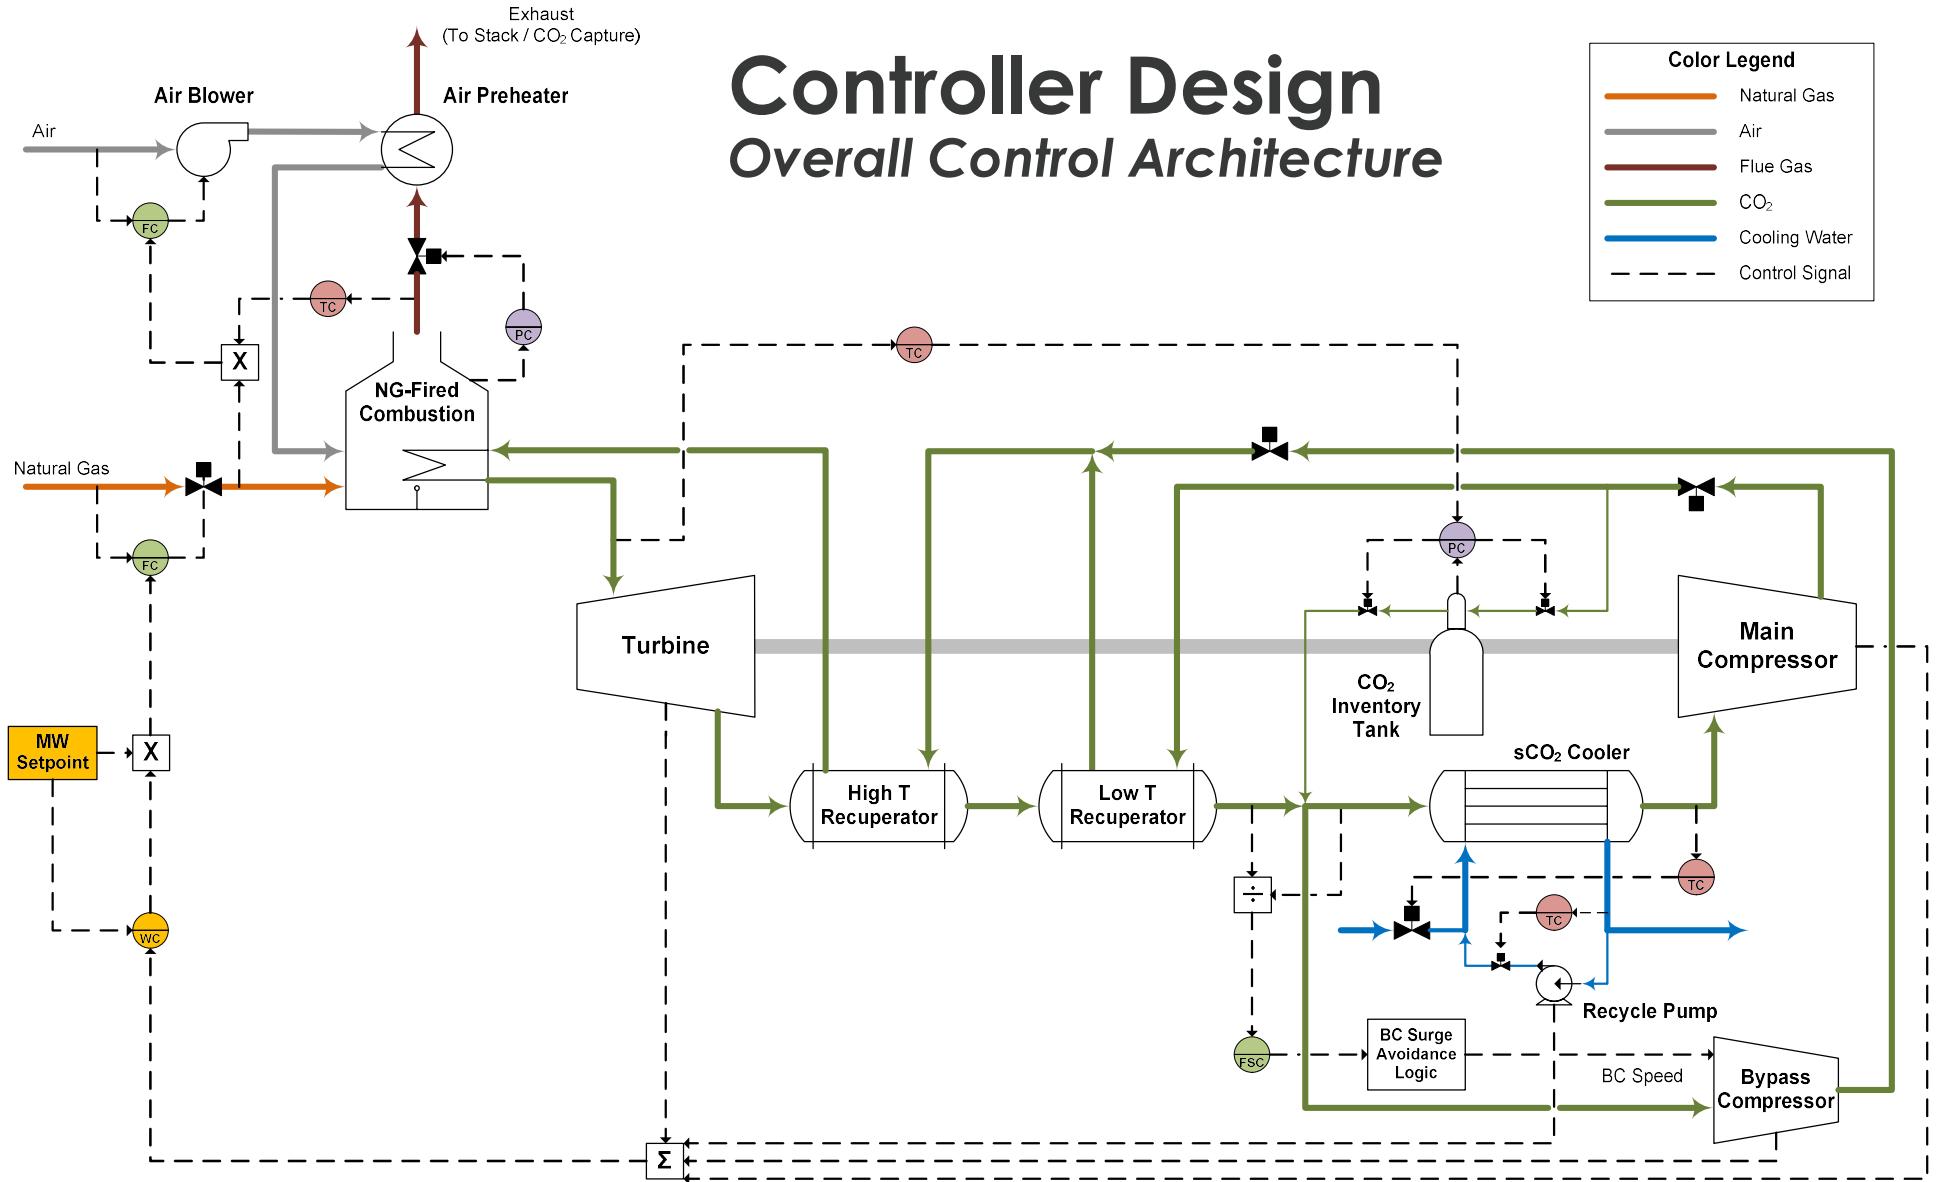 Exhaust
(To Stack / CO₂ Capture)
Controller Design
Overall Control Architecture
Color Legend
Natural Gas
Air
Flue Gas
CO₂
Cooling Water
Control Signal
Air Blower
Air Preheater
Air
FC
TC
PC
X
TC
NG-Fired
Combustion
Natural Gas
FC
PC
Turbine
Main
Compressor
CO₂
Inventory
Tank
MW
Setpoint
X
sCO₂ Cooler
High T
Recuperator
Low T
Recuperator
÷
TC
TC
WC
Recycle Pump
FSC
BC Surge
Avoidance
Logic
BC Speed
Bypass
Compressor
Σ